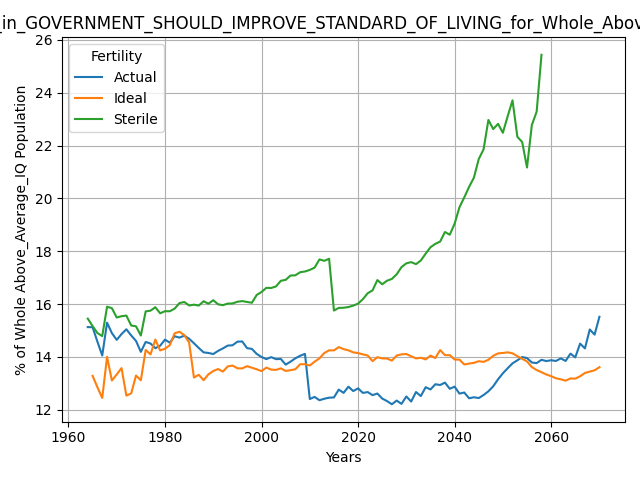 _in_GOVERNMENT_SHOULD_IMPROVE_STANDARD_OF_LIVING_for_Whole_Abov
26
24
22
20
18
16
14
12
% of Whole Above_Average_IQ Population
Fertility
Actual
Ideal
Sterile
1960 1980 2000 2020 2040 2060
Years